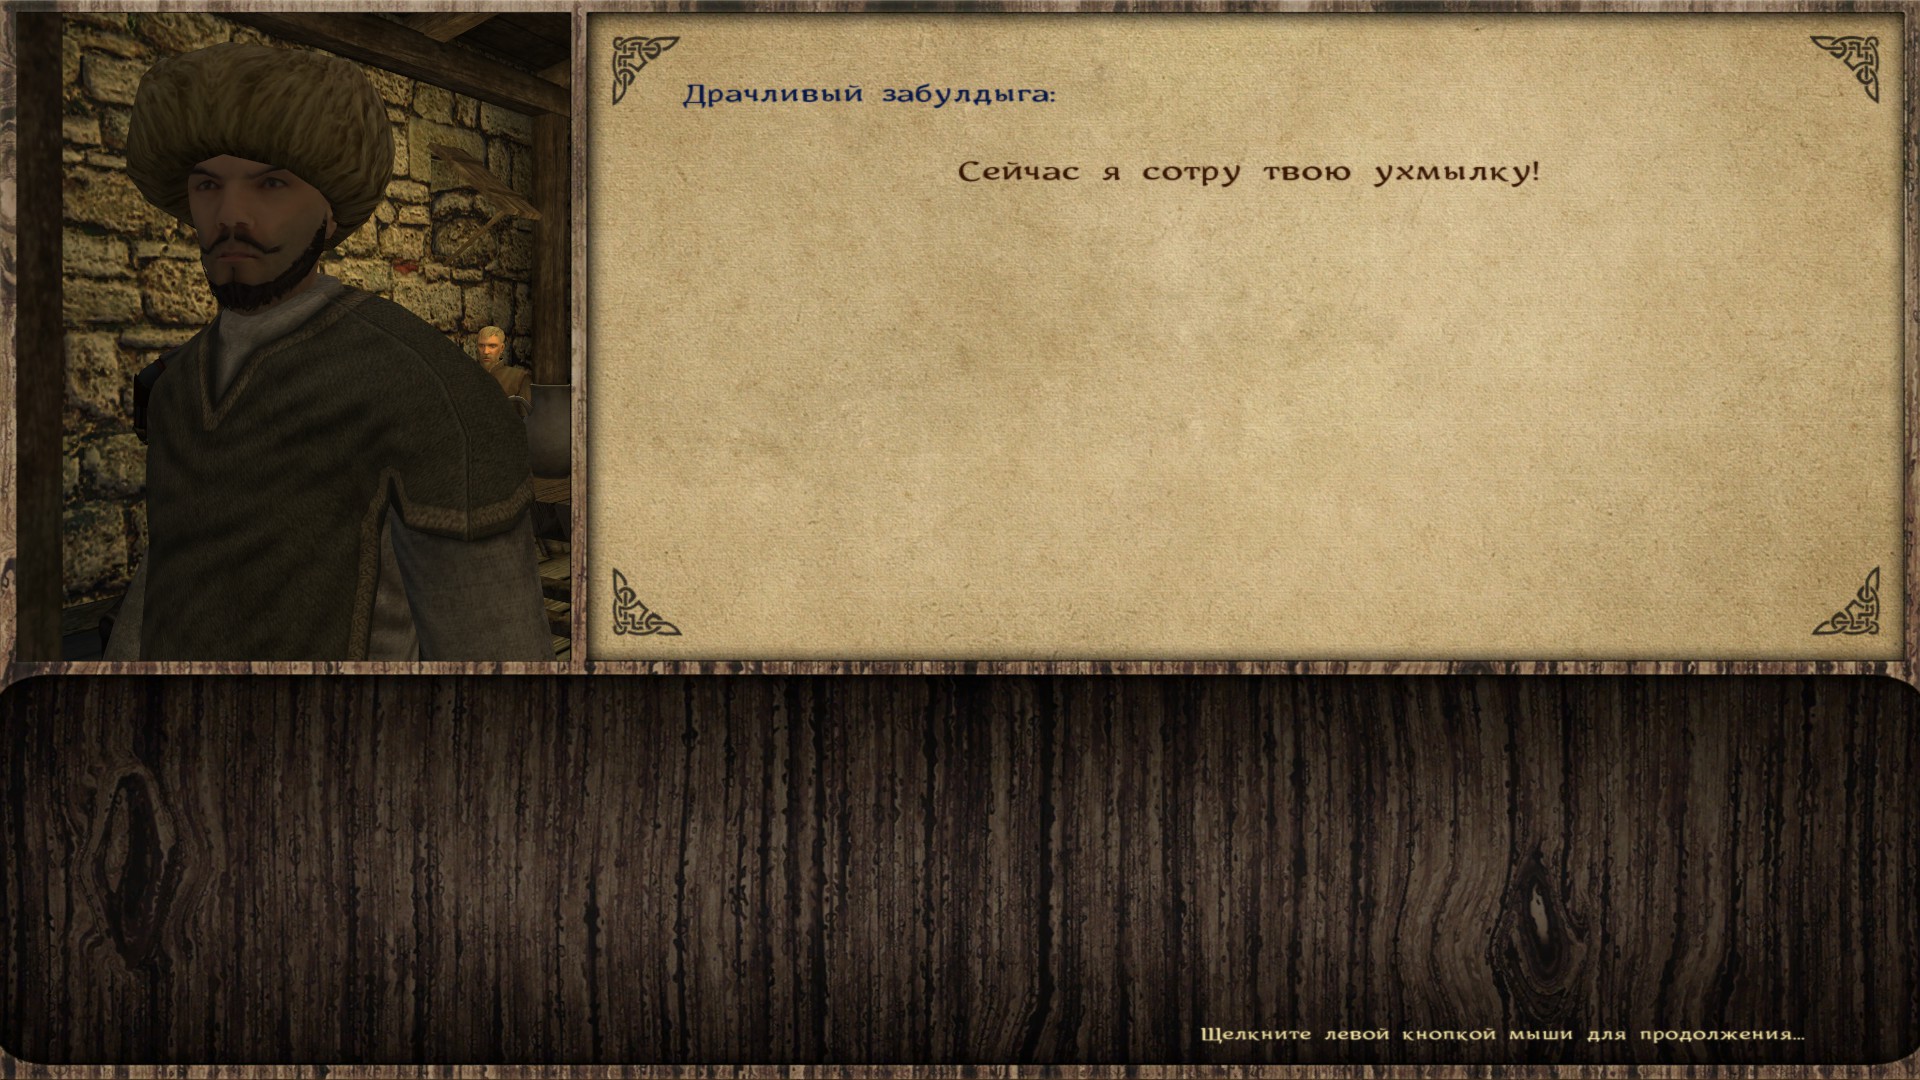 Драчливый забулдыга:
Сейчас я сотру твою ухмылку!
Щелкните левой кнопкой мыши для продолжения...